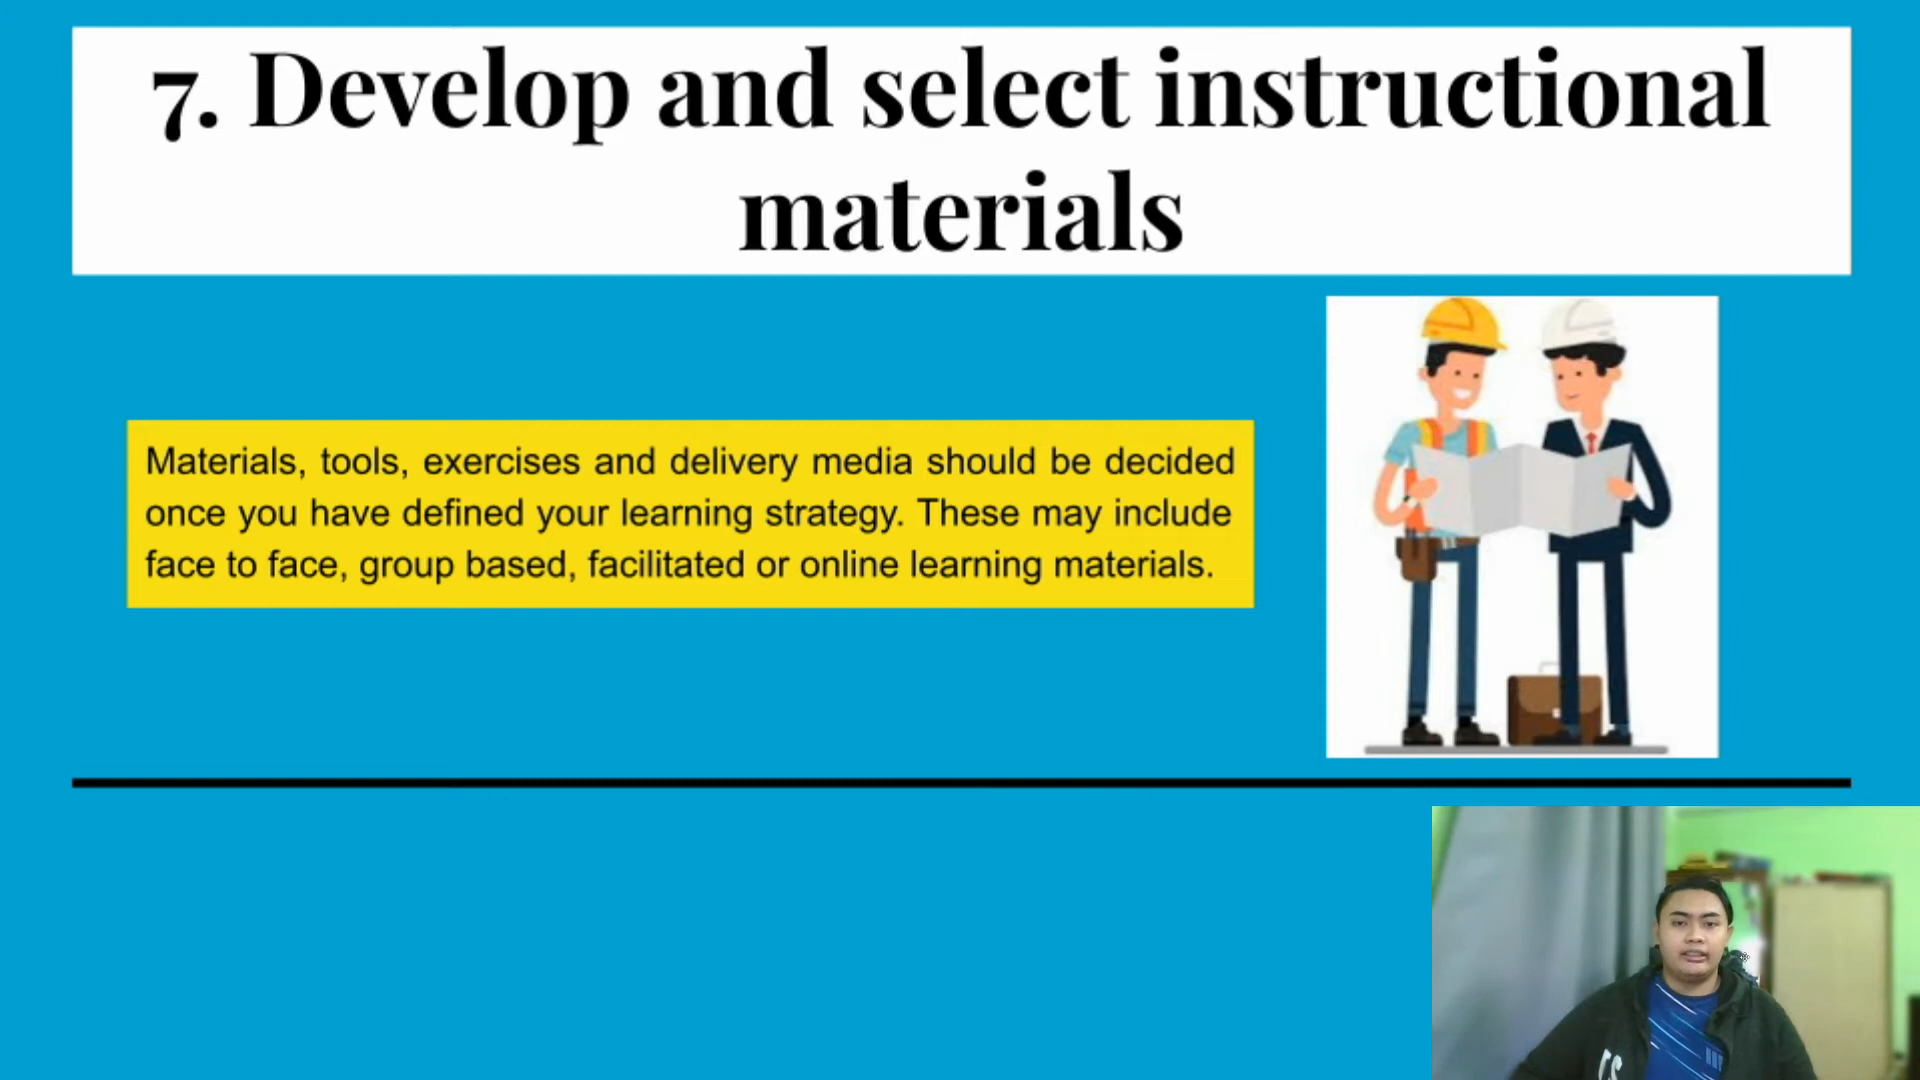 7. Develop and select instructional
materials
Materials, tools, exercises and delivery media should be decided
once you have defined your learning strategy. These may include
face to face, group based, facilitated or online learning materials.